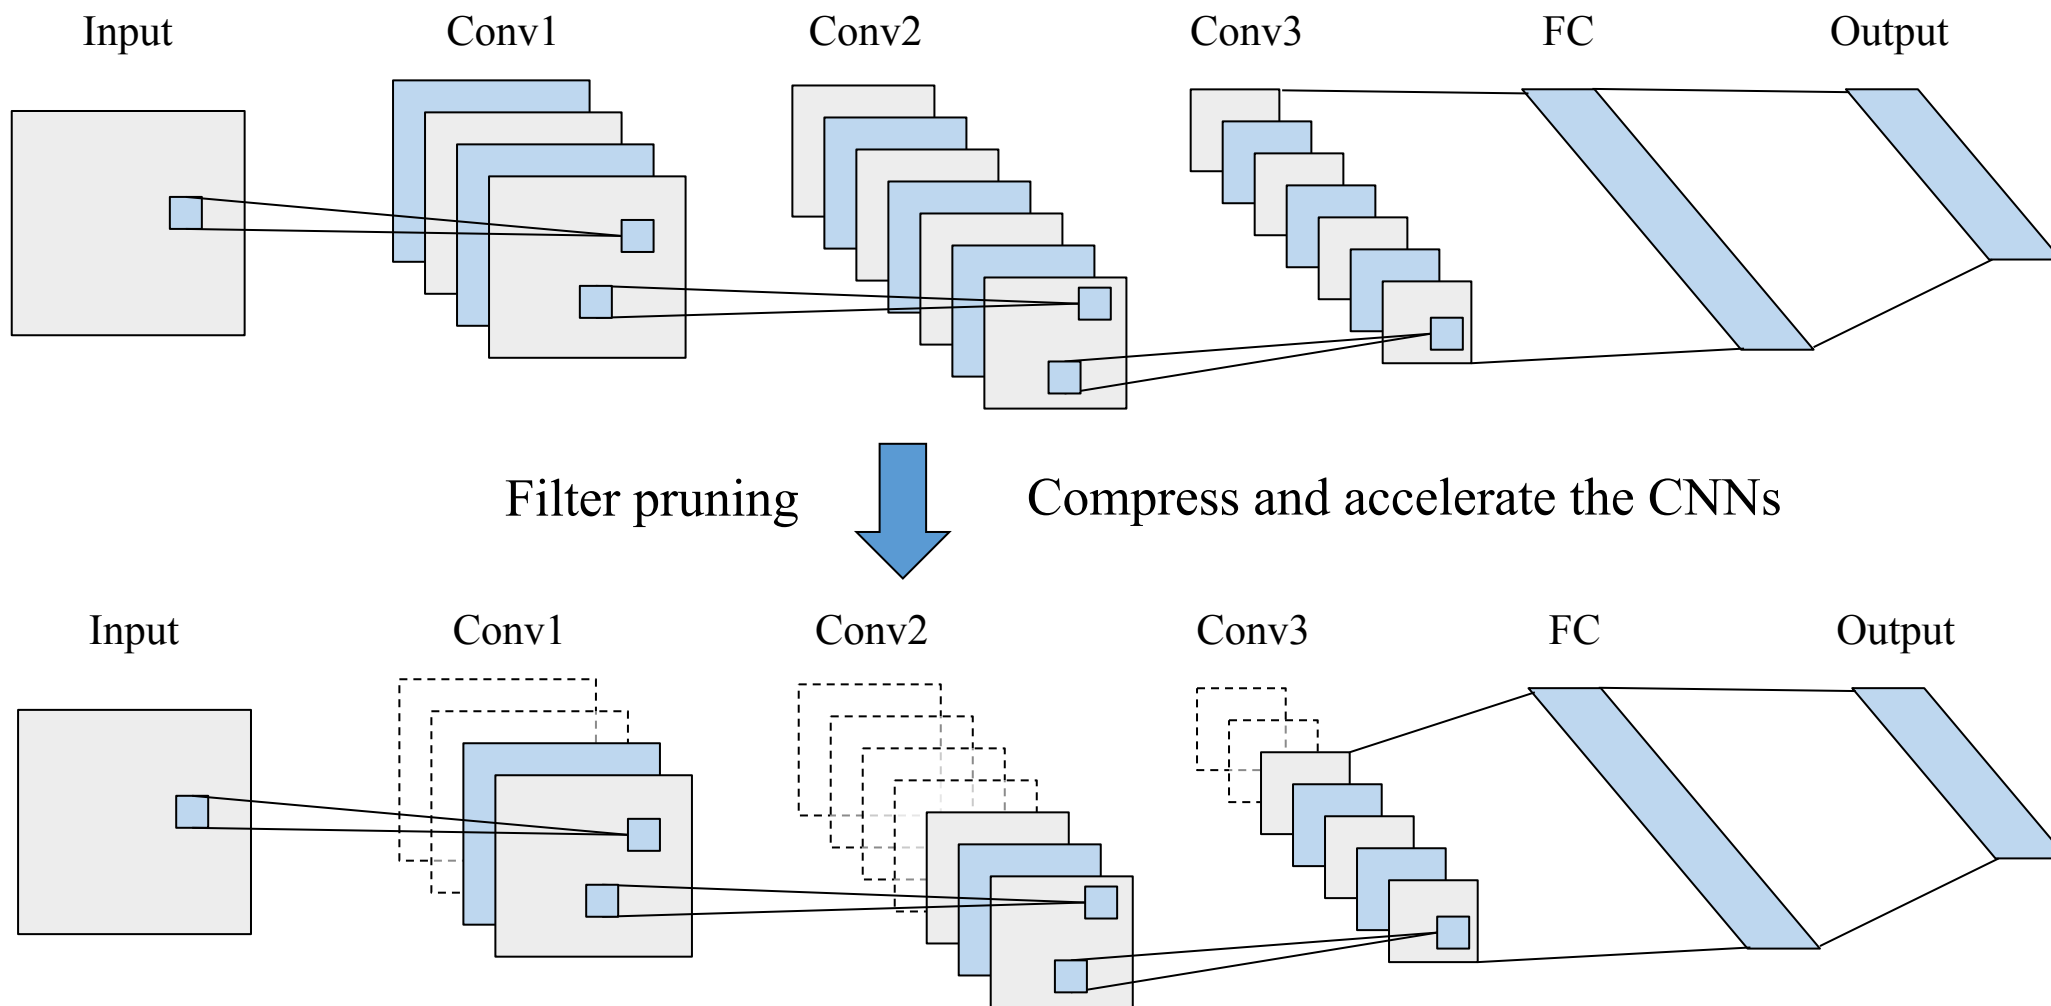 Input Conv1 Conv2 Conv3 FC Output
Filter pruning Compress and accelerate the CNNs
Input Conv1 Conv2 Conv3 FC Output